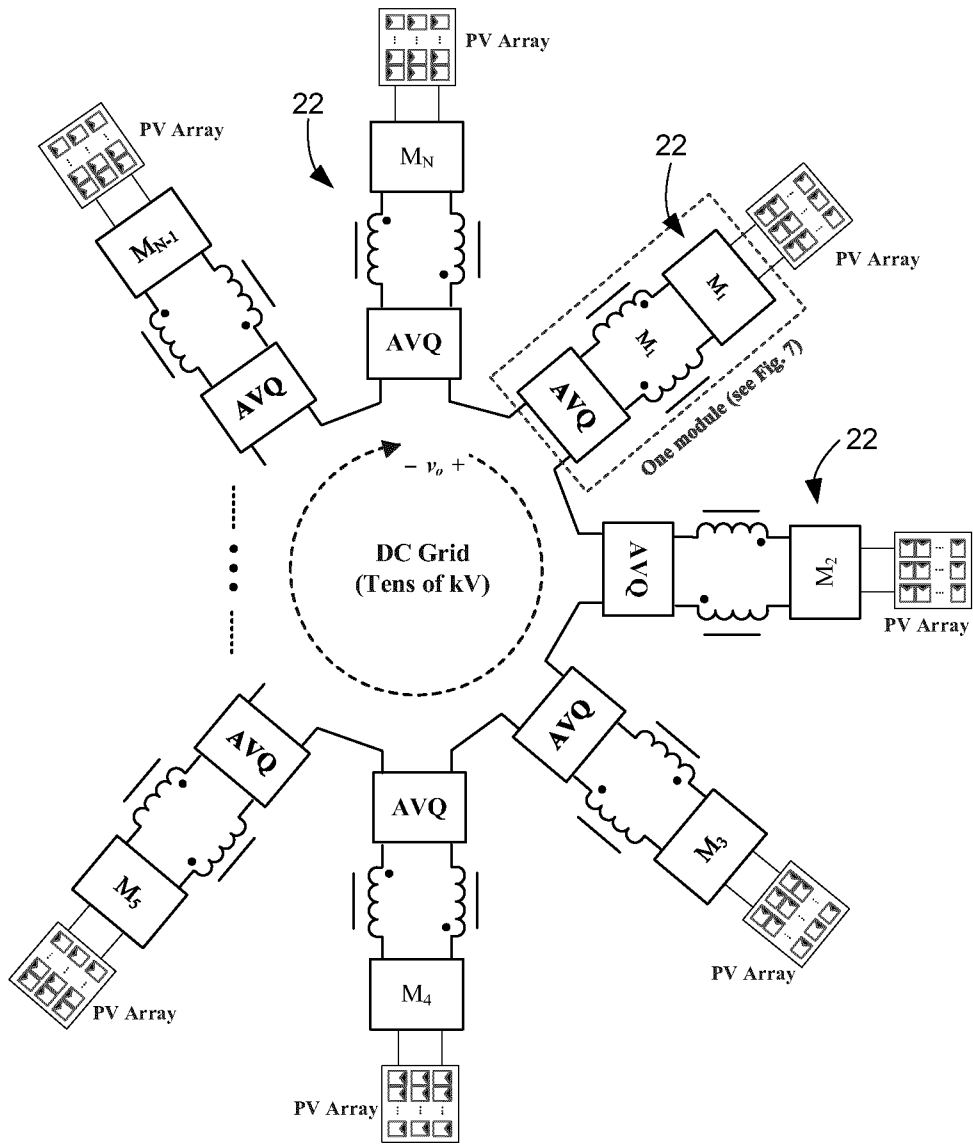 PV Array
22
M_N
AVQ
22
PV Array
M_1
M_1
AVQ
One module (see Fig. 7)
22
AVQ
M_2
PV Array
AVQ
M_3
PV Array
AVQ
M_4
PV Array
AVQ
M_5
PV Array
PV Array
M_N-1
AVQ
– v_o +
DC Grid
(Tens of kV)